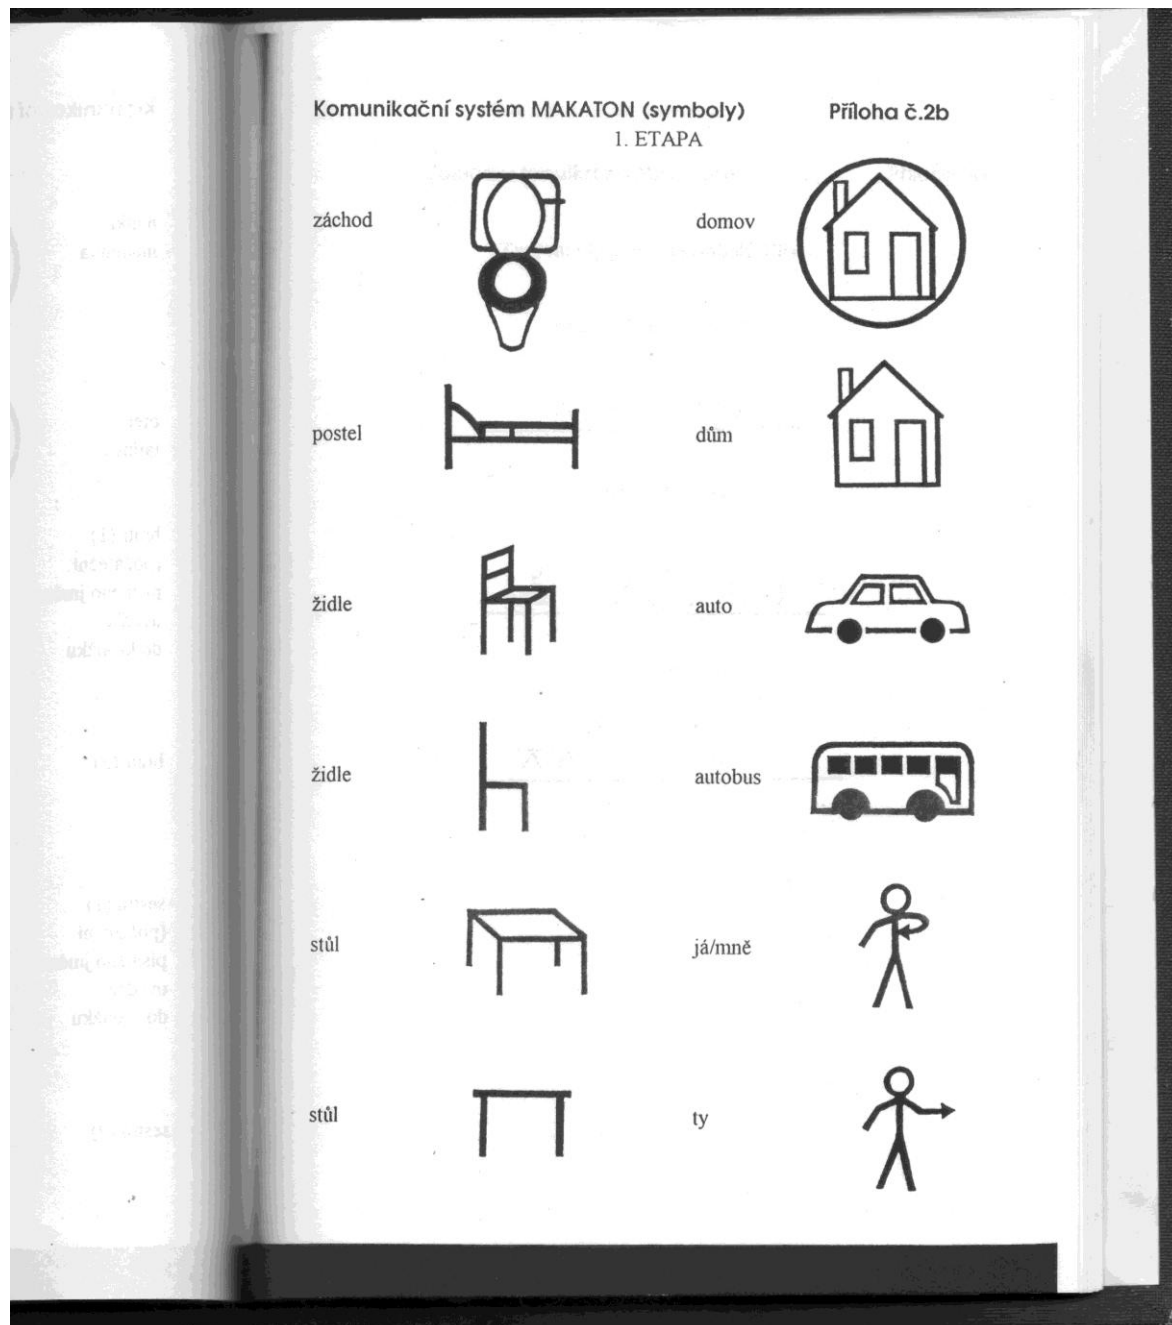 Komunikační systém MAKATON (symboly) Příloha č.2b
1. ETAPA
záchod domov
postel dům
židle auto
židle autobus
stůl já/mně
stůl ty